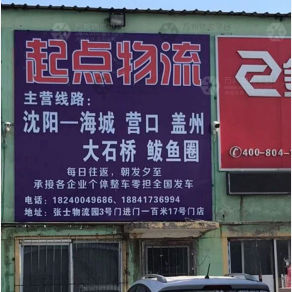 起点物流
主营线路：
沈阳—海城 营口 盖州
大石桥 鲅鱼圈
每日往返，朝发夕至
承接各企业个体整车零担全国发车
电话：18240049686、18841736994
地址：张士物流园3号门进门一百米17号门店
400-804-